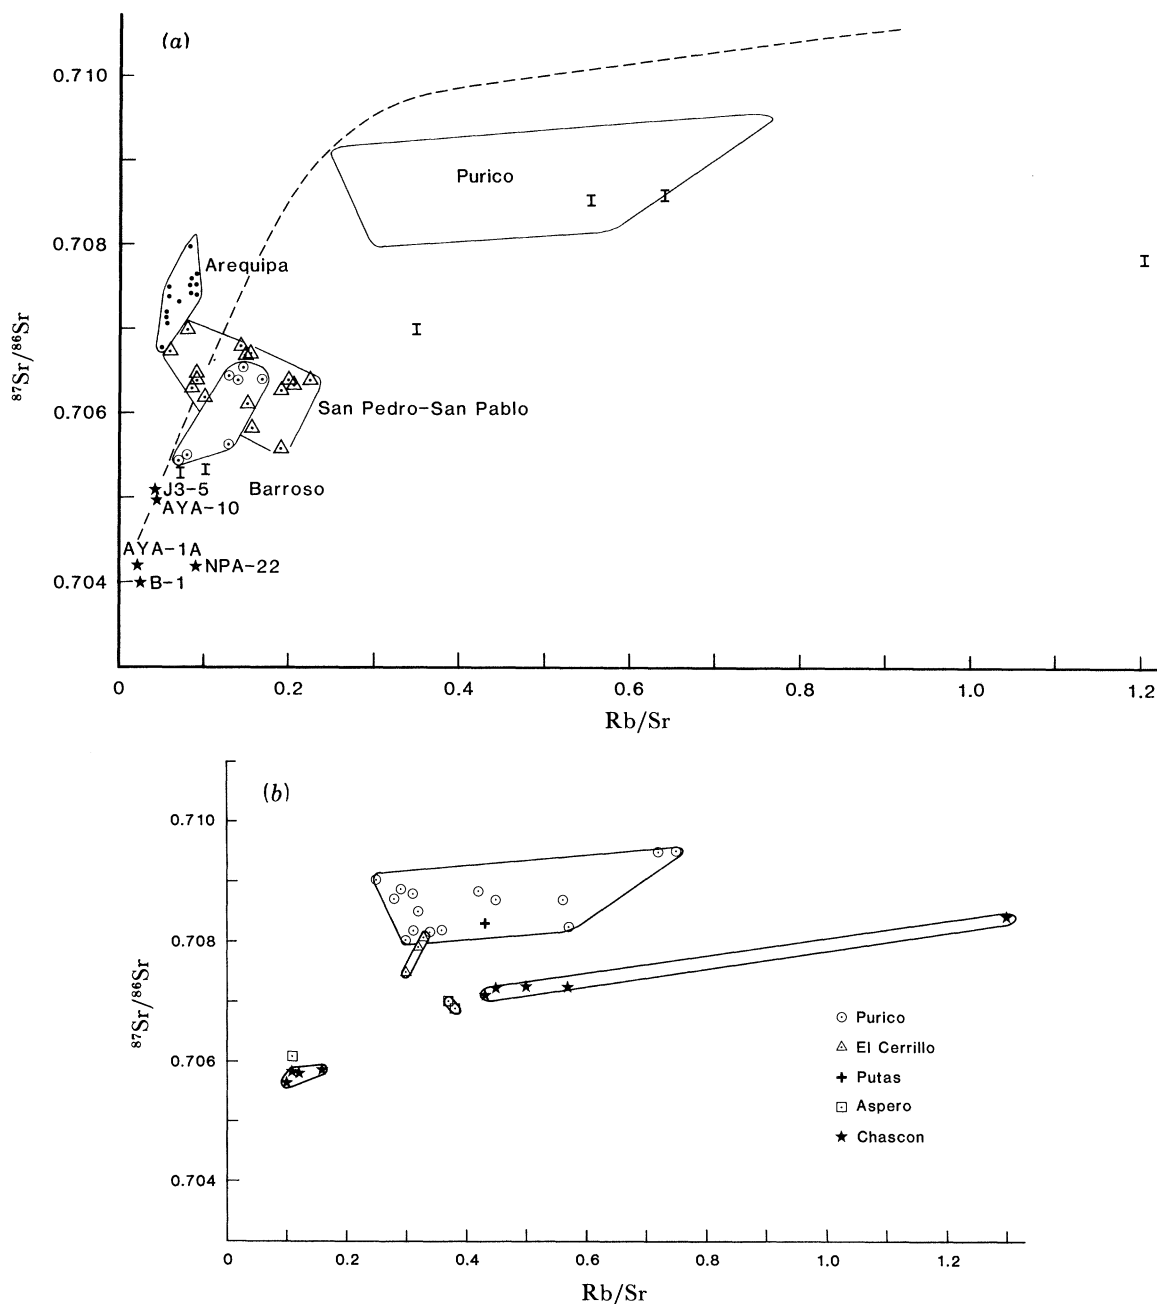 (a)
0.710
0.708
0.706
0.704
87Sr/86Sr
Purico
Arequipa
San Pedro-San Pablo
Barroso
J3-5
AYA-10
AYA-1A
NPA-22
B-1
I
I
I
I
I
I
0 0.2 0.4 0.6 0.8 1.0 1.2
Rb/Sr
(b)
0.710
0.708
0.706
0.704
87Sr/86Sr
Purico
El Cerrillo
Putas
Aspero
Chascon
0 0.2 0.4 0.6 0.8 1.0 1.2
Rb/Sr